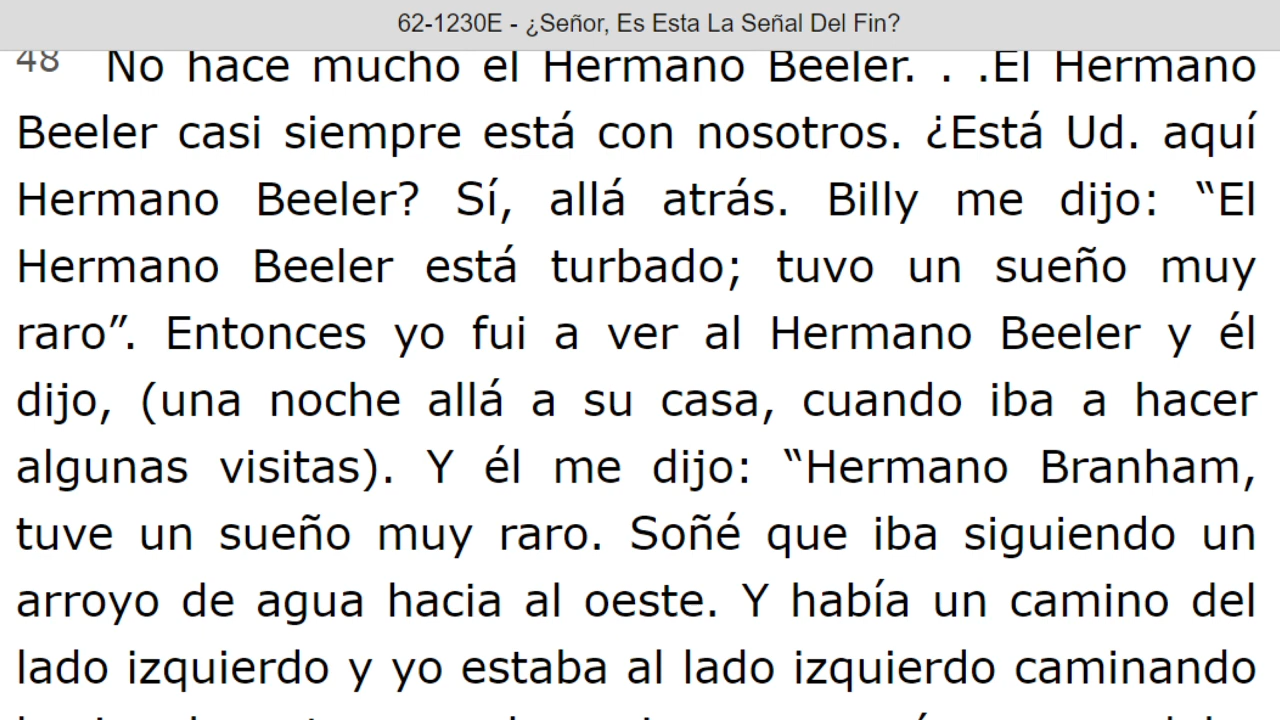 62-1230E - ¿Señor, Es Esta La Señal Del Fin?
48 No hace mucho el Hermano Beeler. . .El Hermano
Beeler casi siempre está con nosotros. ¿Está Ud. aquí
Hermano Beeler? Sí, allá atrás. Billy me dijo: “El
Hermano Beeler está turbado; tuvo un sueño muy
raro”. Entonces yo fui a ver al Hermano Beeler y él
dijo, (una noche allá a su casa, cuando iba a hacer
algunas visitas). Y él me dijo: “Hermano Branham,
tuve un sueño muy raro. Soñé que iba siguiendo un
arroyo de agua hacia al oeste. Y había un camino del
lado izquierdo y yo estaba al lado izquierdo caminando